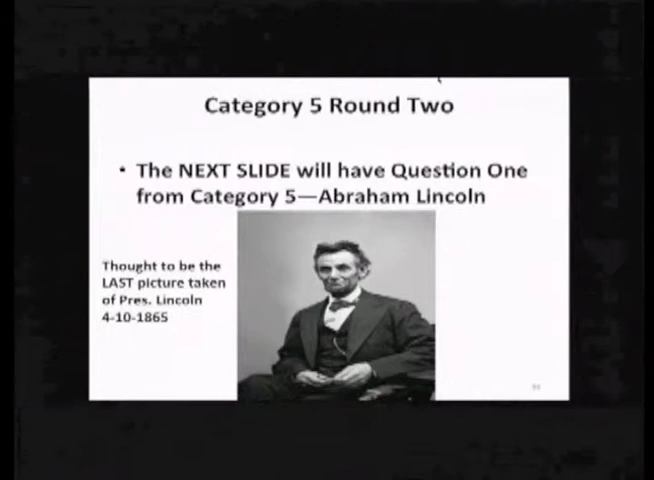 Category 5 Round Two
• The NEXT SLIDE will have Question One
from Category 5—Abraham Lincoln
Thought to be the
LAST picture taken
of Pres. Lincoln
4-10-1865